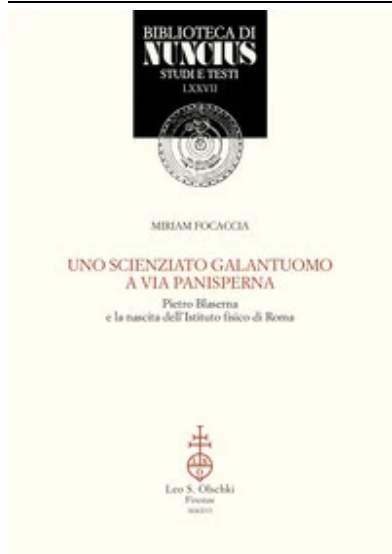 BIBLIOTECA DI
NUNCIUS
STUDI E TESTI
LXXVII
MIRIAM FOCACCIA
UNO SCIENZIATO GALANTUOMO
A VIA PANISPERNA
Pietro Blaserna
e la nascita dell'Istituto fisico di Roma
Leo S. Olschki
Firenze